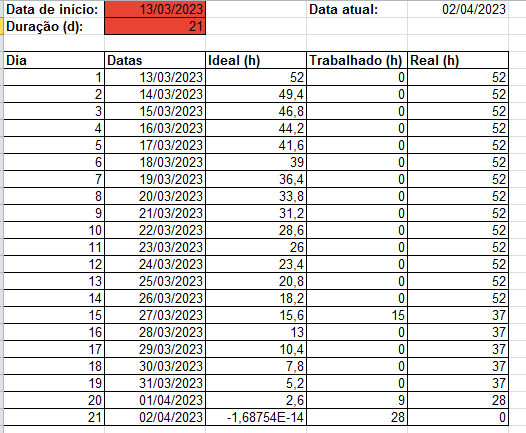 Data de início: 13/03/2023 Data atual: 02/04/2023
Duração (d): 21
Dia Datas Ideal (h) Trabalhado (h) Real (h)
1 13/03/2023 52 0 52
2 14/03/2023 49,4 0 52
3 15/03/2023 46,8 0 52
4 16/03/2023 44,2 0 52
5 17/03/2023 41,6 0 52
6 18/03/2023 39 0 52
7 19/03/2023 36,4 0 52
8 20/03/2023 33,8 0 52
9 21/03/2023 31,2 0 52
10 22/03/2023 28,6 0 52
11 23/03/2023 26 0 52
12 24/03/2023 23,4 0 52
13 25/03/2023 20,8 0 52
14 26/03/2023 18,2 0 52
15 27/03/2023 15,6 15 37
16 28/03/2023 13 0 37
17 29/03/2023 10,4 0 37
18 30/03/2023 7,8 0 37
19 31/03/2023 5,2 0 37
20 01/04/2023 2,6 9 28
21 02/04/2023 -1,68754E-14 28 0